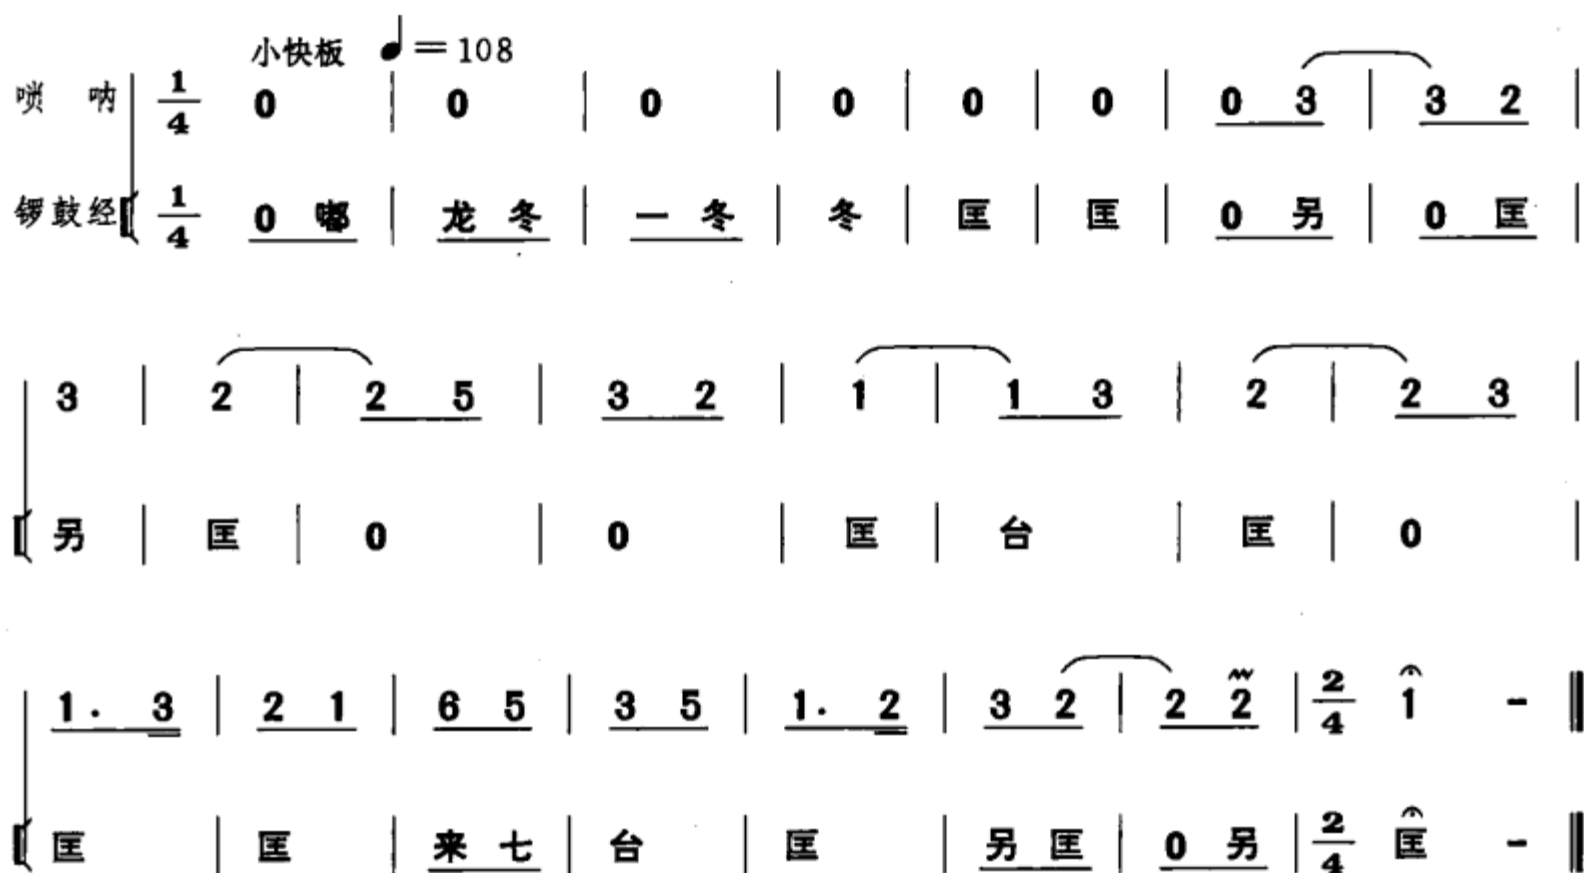 小快板 ♩= 108
唢 呐 1/4 0 | 0 | 0 | 0 | 0 | 0 | 0 3 | 3 2 |
锣鼓经 1/4 0 嘟 | 龙 冬 | 一 冬 | 冬 | 匡 | 匡 | 0 另 | 0 匡 |
3 | 2 | 2 5 | 3 2 | 1 | 1 3 | 2 | 2 3 |
另 | 匡 | 0 | 0 | 匡 | 台 | 匡 | 0 |
1. 3 | 2 1 | 6 5 | 3 5 | 1. 2 | 3 2 | 2 2 | 2/4 1 - ‖
匡 | 匡 | 来 七 | 台 | 匡 | 另 匡 | 0 另 | 2/4 匡 - ‖